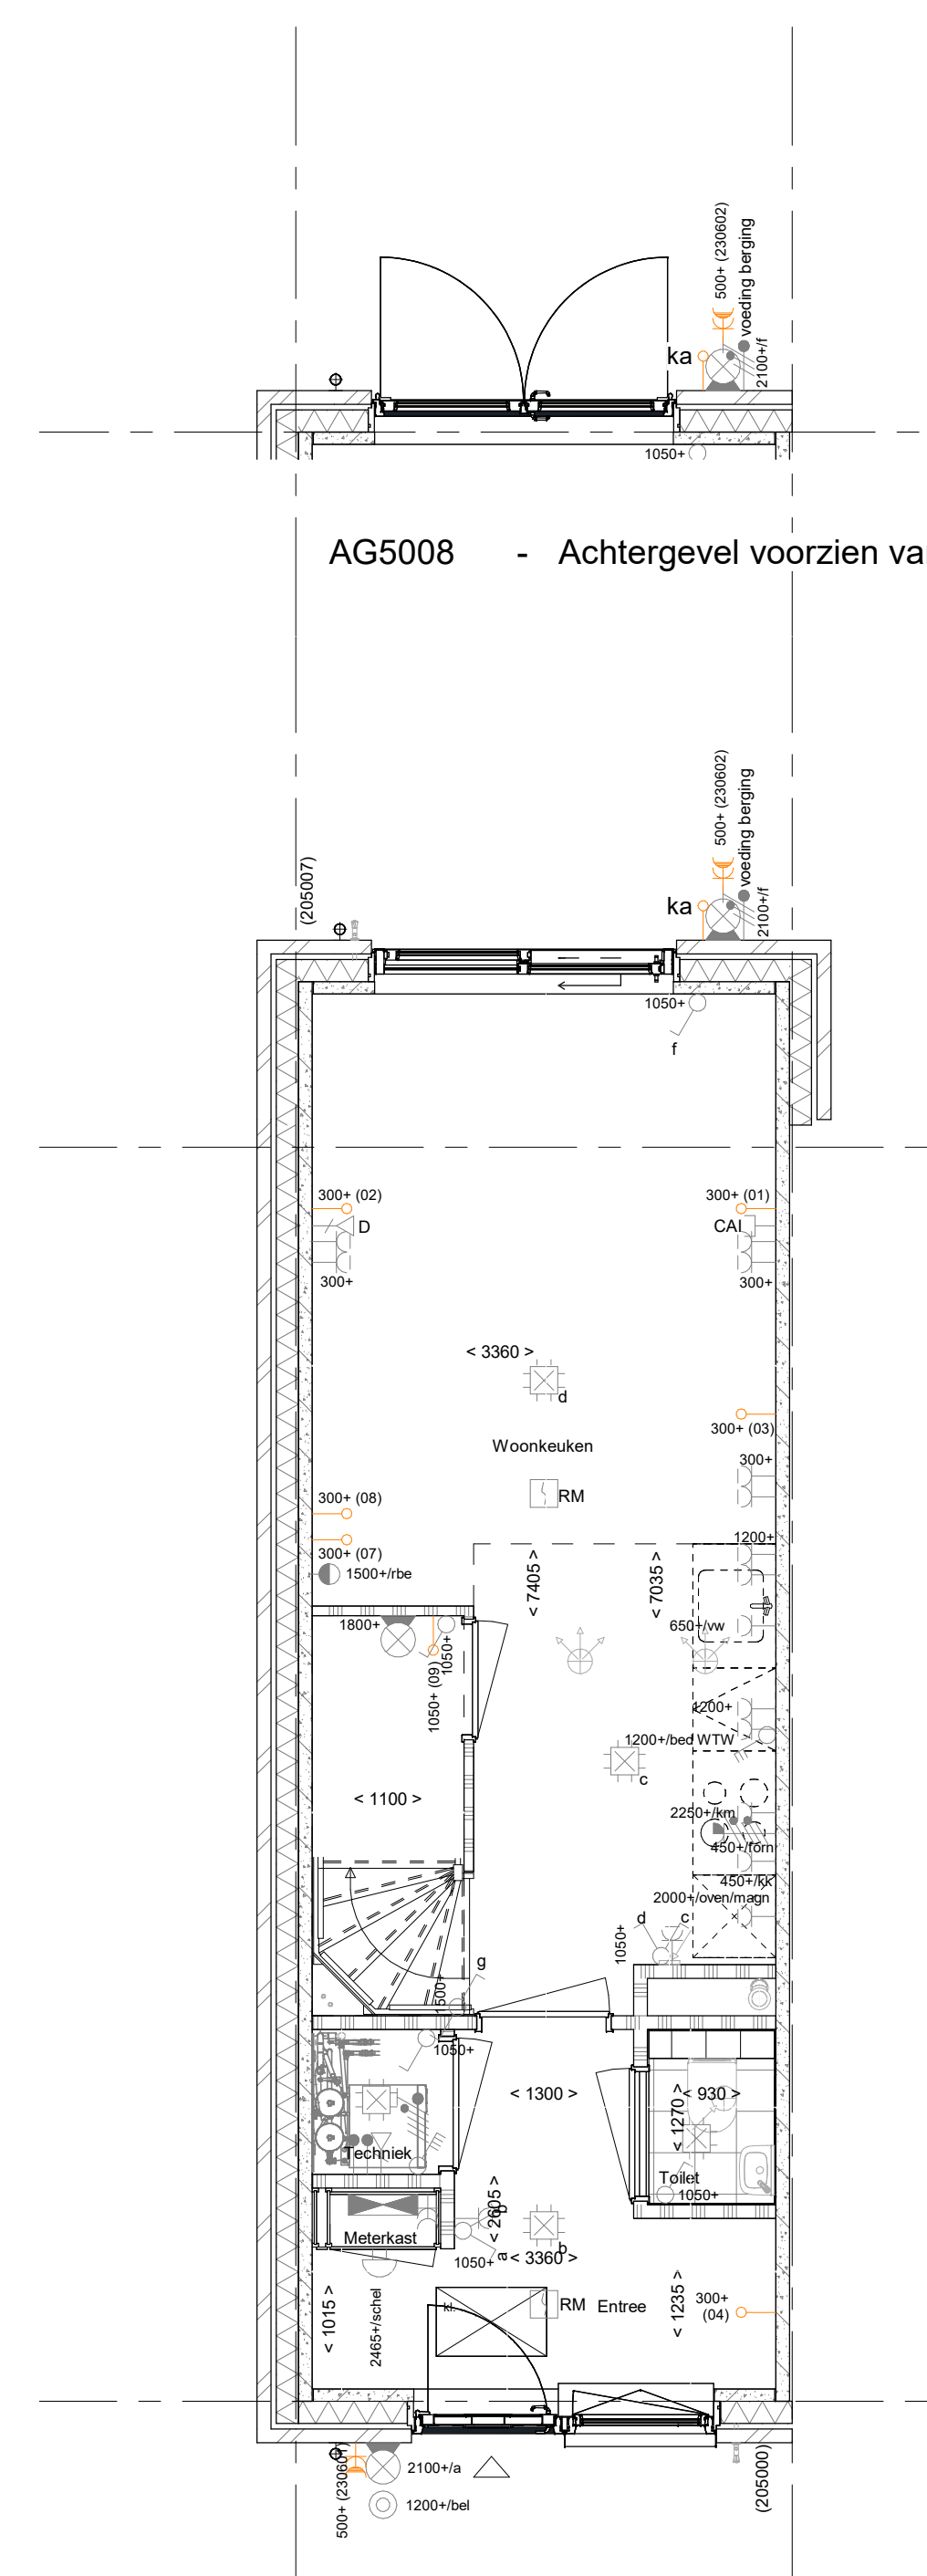 500+ (230602)
voeding berging
ka
2100+/f
1050+
AG5008 - Achtergevel voorzien va
500+ (230602)
voeding berging
(205007)
ka
2100+/f
1050+
f
300+ (02)
300+ (01)
D
CAI
300+
300+
< 3360 >
d
300+ (03)
Woonkeuken
300+
RM
300+ (08)
1200+
300+ (07)
1500+/rbe
< 7405 >
< 7035 >
1800+
650+/vw
1050+
1050+ (09)
1200+
1200+/bed WTW
c
< 1100 >
2250+/km
450+/forn
450+/kk
2000+/oven/magn
d
c
1050+
g
1500+
1050+
< 1300 >
< 930 >
< 1270 >
Techniek
Toilet
1050+
< 2605 >
Meterkast
b
b
1050+
a
< 3360 >
RM
Entree
300+
(04)
kl.
< 1015 >
2465+/schel
< 1235 >
500+ (230601)
2100+/a
1200+/bel
(205000)